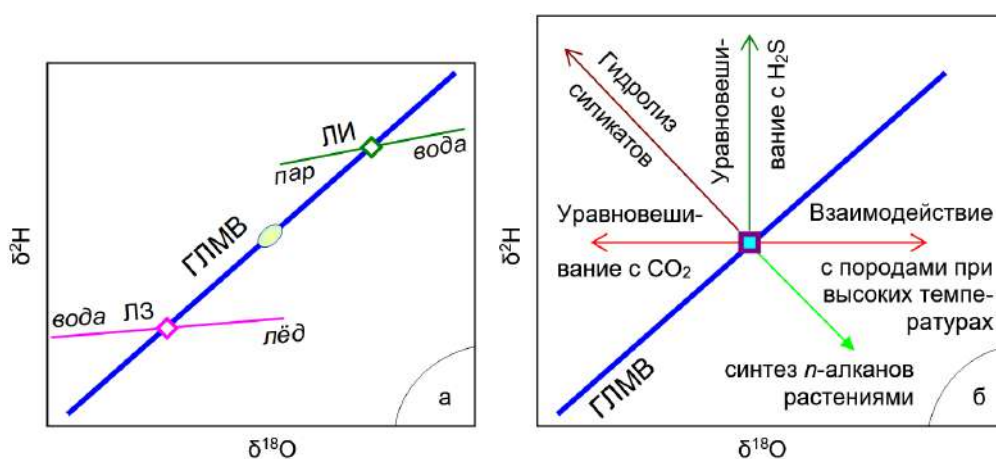 δ²H
ГЛМВ
ЛИ
пар
вода
вода
ЛЗ
лёд
а
δ¹⁸O
δ²H
Гидролиз
силикатов
Уравновеши-
вание с H₂S
Уравновеши-
вание с CO₂
Взаимодействие
с породами при
высоких темпе-
ратурах
синтез n-алканов
растениями
ГЛМВ
б
δ¹⁸O